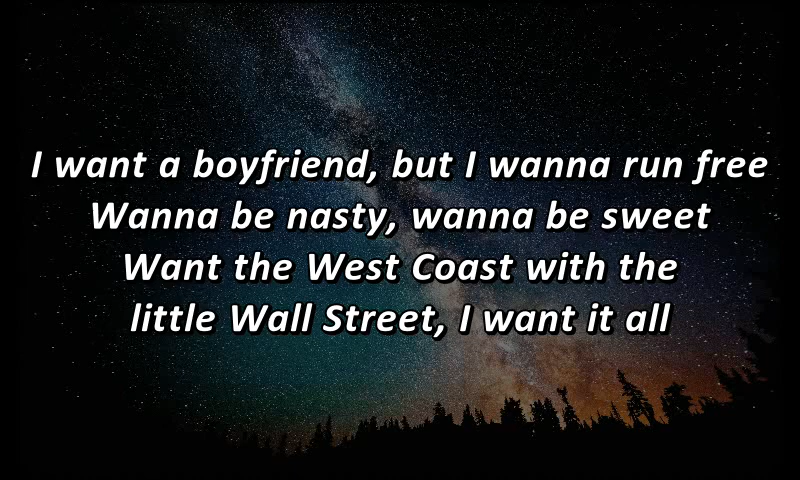 I want a boyfriend, but I wanna run free
Wanna be nasty, wanna be sweet
Want the West Coast with the
little Wall Street, I want it all